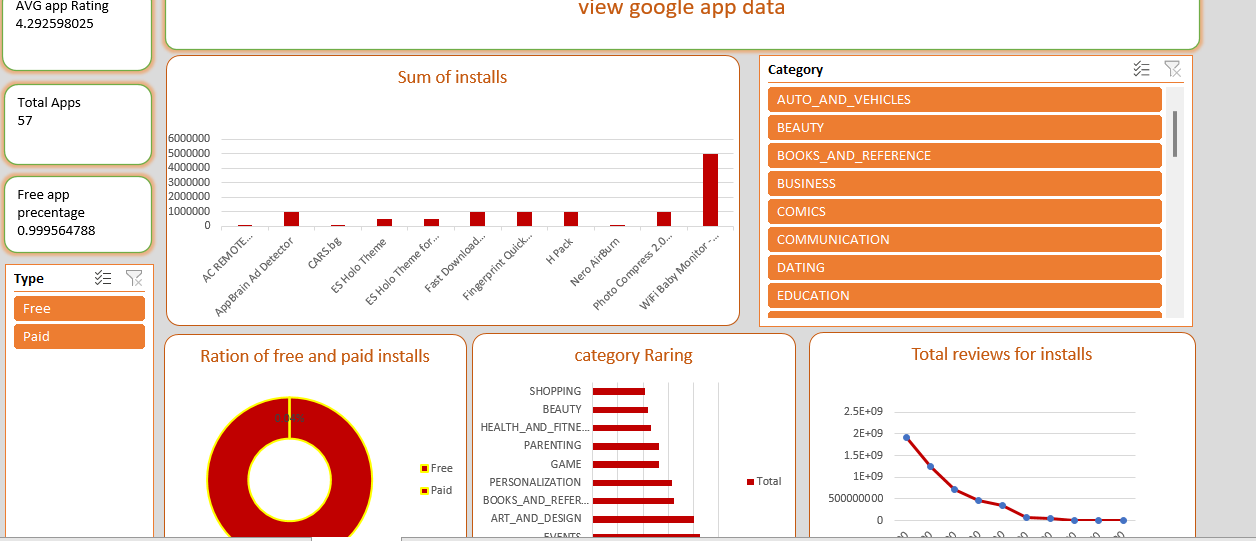 AVG app Rating
4.292598025
view google app data
Total Apps
57
Free app
precentage
0.999564788
Type
Free
Paid
Sum of installs
6000000
5000000
4000000
3000000
2000000
1000000
0
AC REMOTE...
AppBrain Ad Detector
CARS.bg
ES Holo Theme
ES Holo Theme for...
Fast Download...
Fingerprint Quick...
H Pack
Nero AirBurn
Photo Compress 2.0...
WiFi Baby Monitor -...
Category
AUTO_AND_VEHICLES
BEAUTY
BOOKS_AND_REFERENCE
BUSINESS
COMICS
COMMUNICATION
DATING
EDUCATION
Ration of free and paid installs
Free
Paid
category Raring
SHOPPING
BEAUTY
HEALTH_AND_FITNE...
PARENTING
GAME
PERSONALIZATION
BOOKS_AND_REFER...
ART_AND_DESIGN
EVENTS
Total
Total reviews for installs
2.5E+09
2E+09
1.5E+09
1E+09
500000000
0